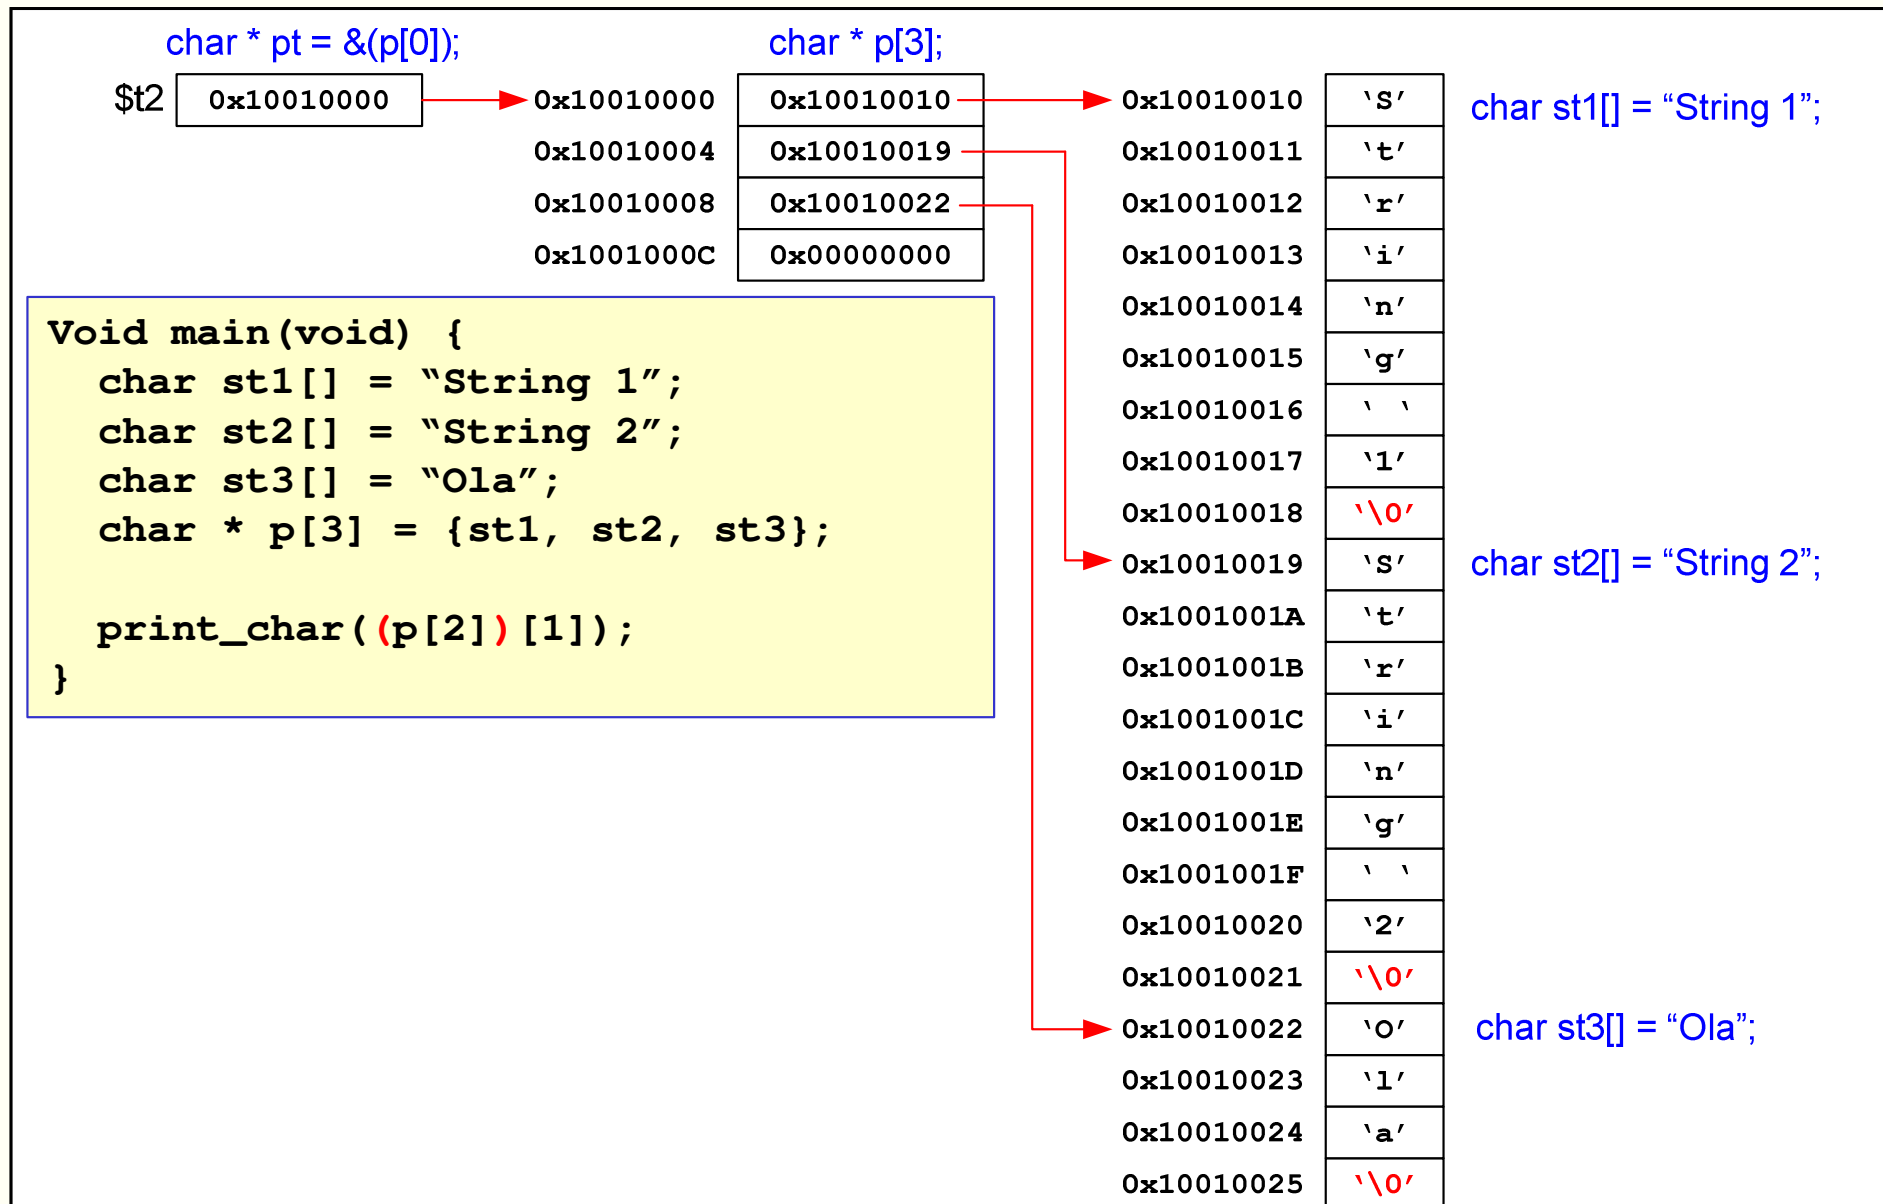 char * pt = &(p[0]);
char * p[3];
$t2 0x10010000 0x10010000 0x10010010 0x10010010 ‘S’ char st1[] = “String 1”;
0x10010004 0x10010019 0x10010011 ‘t’
0x10010008 0x10010022 0x10010012 ‘r’
0x1001000C 0x00000000 0x10010013 ‘i’
0x10010014 ‘n’
0x10010015 ‘g’
0x10010016 ‘ ‘
0x10010017 ‘1’
0x10010018 ‘\0’
0x10010019 ‘S’ char st2[] = “String 2”;
0x1001001A ‘t’
0x1001001B ‘r’
0x1001001C ‘i’
0x1001001D ‘n’
0x1001001E ‘g’
0x1001001F ‘ ‘
0x10010020 ‘2’
0x10010021 ‘\0’
0x10010022 ‘O’ char st3[] = “Ola”;
0x10010023 ‘l’
0x10010024 ‘a’
0x10010025 ‘\0’
Void main(void) {
char st1[] = “String 1”;
char st2[] = “String 2”;
char st3[] = “Ola”;
char * p[3] = {st1, st2, st3};
print_char((p[2])[1]);
}